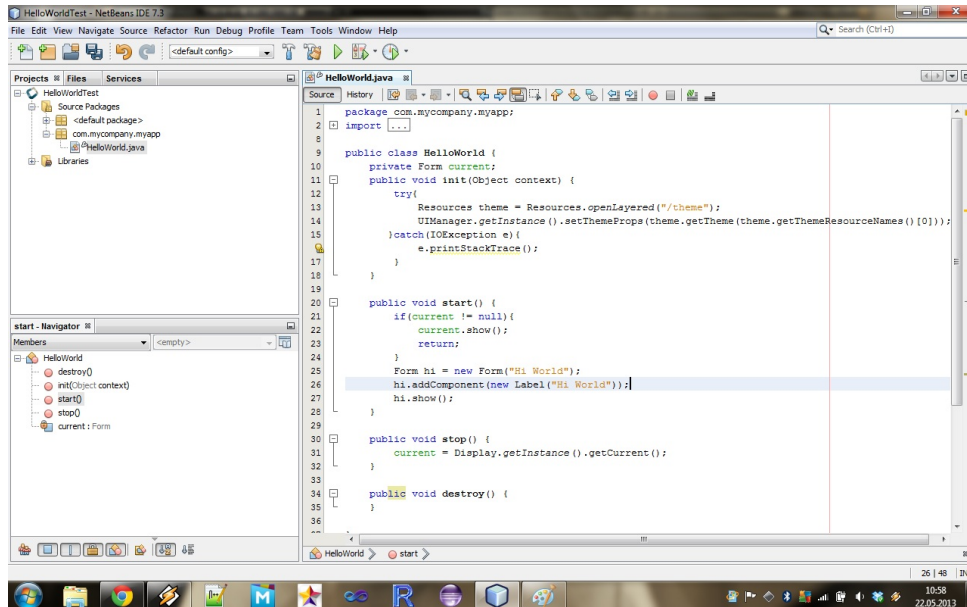 HelloWorldTest - NetBeans IDE 7.3
File Edit View Navigate Source Refactor Run Debug Profile Team Tools Window Help
Search (Ctrl+I)
<default config>
Projects Files Services
HelloWorldTest
Source Packages
<default package>
com.mycompany.myapp
HelloWorld.java
Libraries
start - Navigator
Members <empty>
HelloWorld
destroy()
init(Object context)
start()
stop()
current : Form
HelloWorld.java
Source History
1 package com.mycompany.myapp;
2 import ...
8
9 public class HelloWorld {
10 private Form current;
11 public void init(Object context) {
12 try{
13 Resources theme = Resources.openLayered("/theme");
14 UIManager.getInstance().setThemeProps(theme.getTheme(theme.getThemeResourceNames()[0]));
15 }catch(IOException e){
e.printStackTrace();
17 }
18 }
19
20 public void start() {
21 if(current != null){
22 current.show();
23 return;
24 }
25 Form hi = new Form("Hi World");
26 hi.addComponent(new Label("Hi World"));
27 hi.show();
28 }
29
30 public void stop() {
31 current = Display.getInstance().getCurrent();
32 }
33
34 public void destroy() {
35 }
36
HelloWorld start
26 | 48 IN
R
10:58
22.05.2013